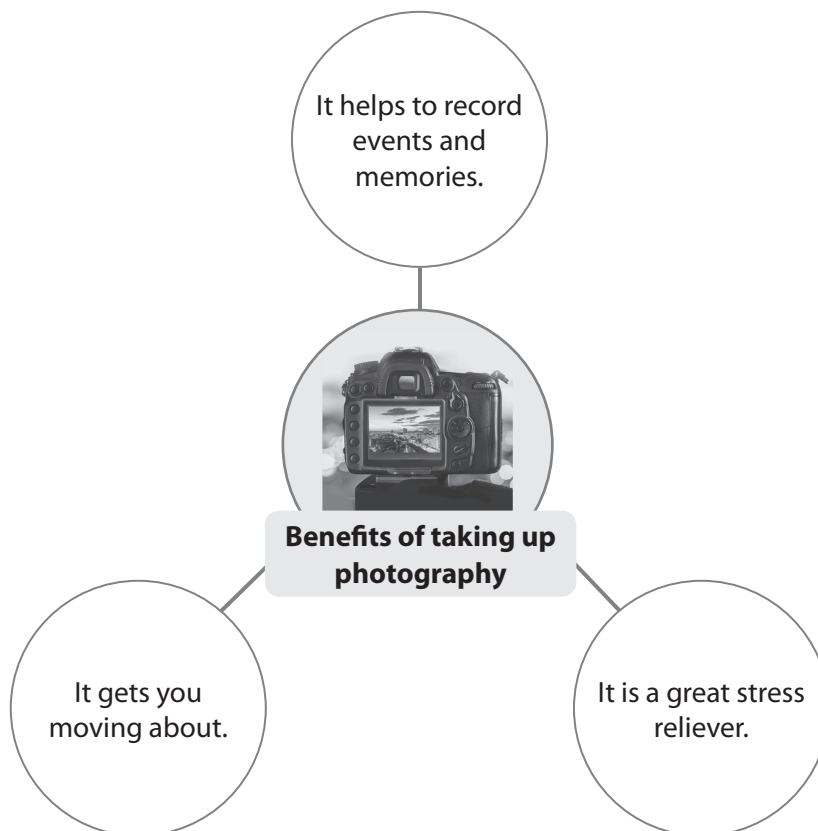 It helps to record
events and
memories.
Benefits of taking up
photography
It gets you
moving about.
It is a great stress
reliever.